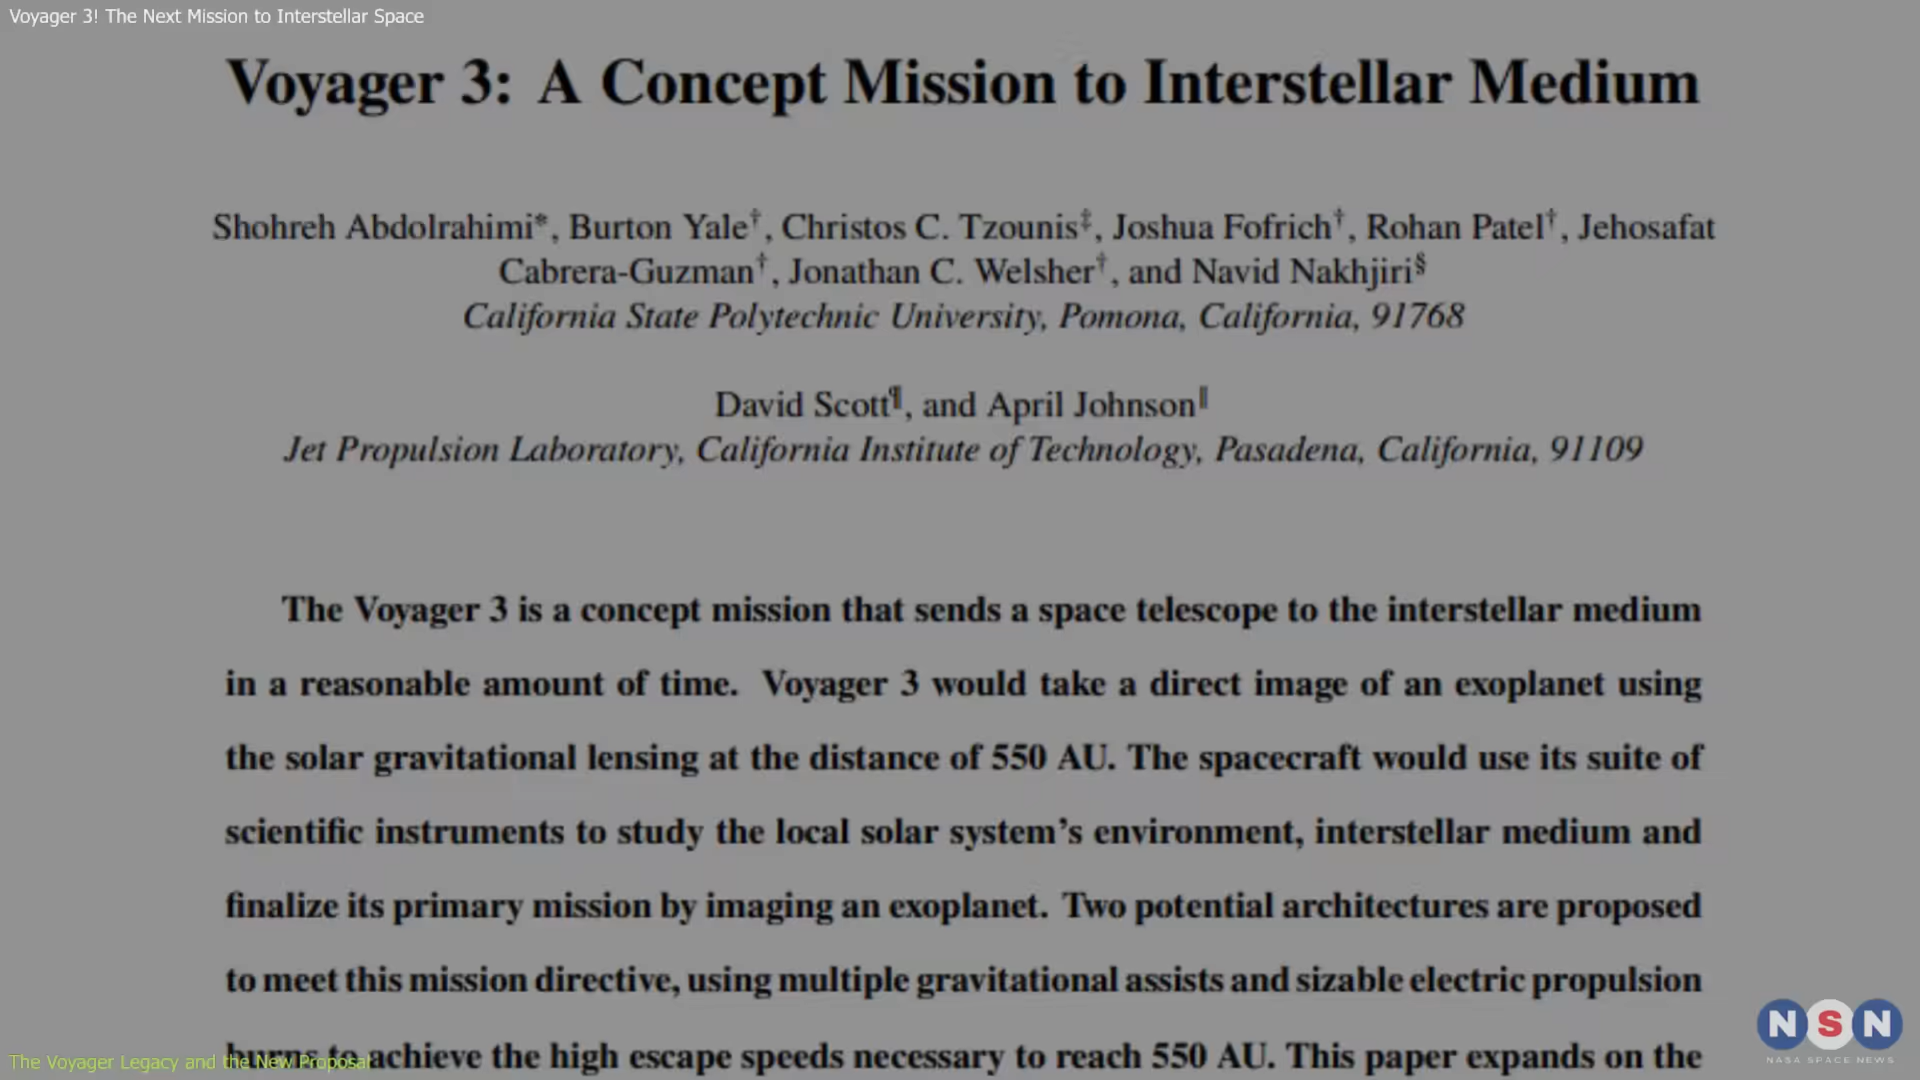 Voyager 3! The Next Mission to Interstellar Space
Voyager 3: A Concept Mission to Interstellar Medium
Shohreh Abdolrahimi*, Burton Yale†, Christos C. Tzounis‡, Joshua Fofrich†, Rohan Patel†, Jehosafat
Cabrera-Guzman†, Jonathan C. Welsher†, and Navid Nakhjiri§
California State Polytechnic University, Pomona, California, 91768
David Scott¶, and April Johnson‖
Jet Propulsion Laboratory, California Institute of Technology, Pasadena, California, 91109
The Voyager 3 is a concept mission that sends a space telescope to the interstellar medium
in a reasonable amount of time. Voyager 3 would take a direct image of an exoplanet using
the solar gravitational lensing at the distance of 550 AU. The spacecraft would use its suite of
scientific instruments to study the local solar system's environment, interstellar medium and
finalize its primary mission by imaging an exoplanet. Two potential architectures are proposed
to meet this mission directive, using multiple gravitational assists and sizable electric propulsion
achieve the high escape speeds necessary to reach 550 AU. This paper expands on the
The Voyager Legacy and the New Proposal
NSN
NASA SPACE NEWS